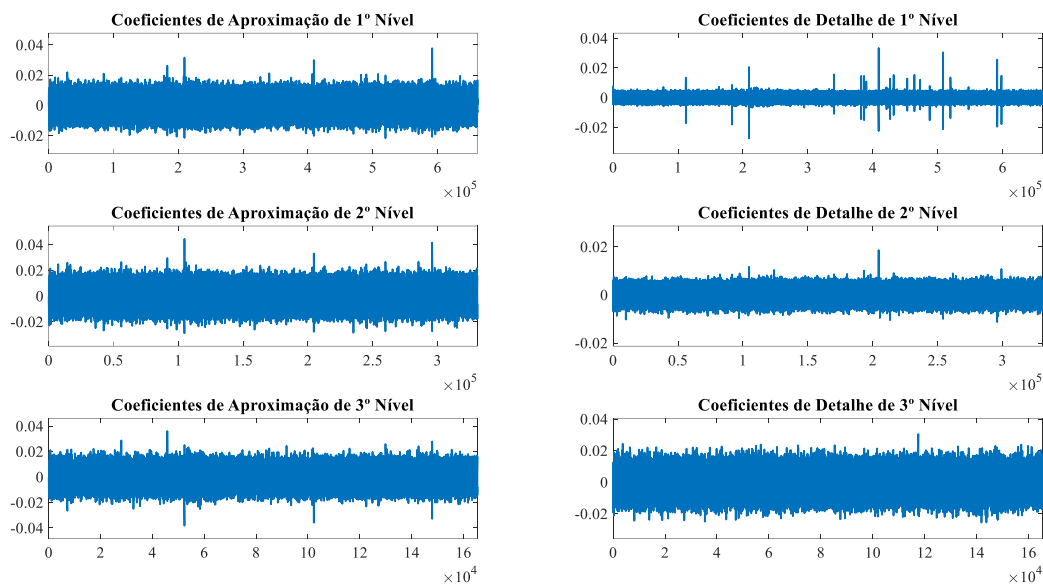 Coeficientes de Aproximação de 1º Nível
0.04
0.02
0
-0.02
0 1 2 3 4 5 6
×10^5
Coeficientes de Detalhe de 1º Nível
0.04
0.02
0
-0.02
0 1 2 3 4 5 6
×10^5
Coeficientes de Aproximação de 2º Nível
0.04
0.02
0
-0.02
0 0.5 1 1.5 2 2.5 3
×10^5
Coeficientes de Detalhe de 2º Nível
0.02
0
-0.02
0 0.5 1 1.5 2 2.5 3
×10^5
Coeficientes de Aproximação de 3º Nível
0.04
0.02
0
-0.02
-0.04
0 2 4 6 8 10 12 14 16
×10^4
Coeficientes de Detalhe de 3º Nível
0.04
0.02
0
-0.02
0 2 4 6 8 10 12 14 16
×10^4